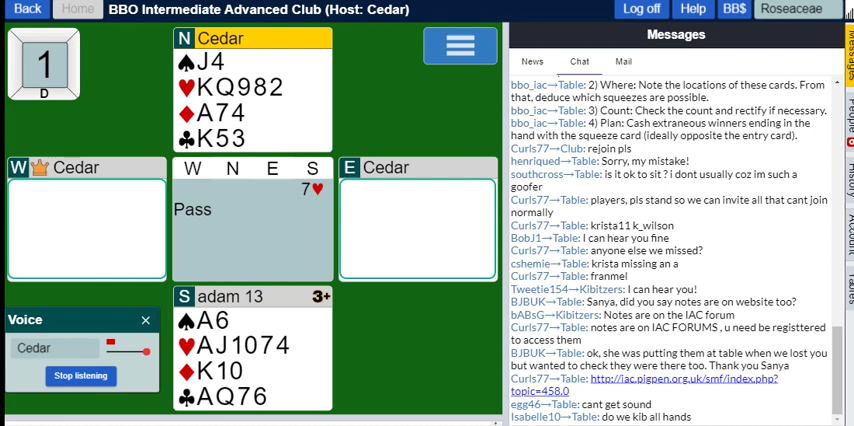 Back
Home
BBO Intermediate Advanced Club (Host: Cedar)
Log off
Help
BB$
Roseaceae
1
D
N Cedar
♠J4
♥KQ982
♦A74
♣K53
W Cedar
W N E S
7♥
Pass
E Cedar
S adam 13 3+
♠A6
♥AJ1074
♦K10
♣AQ76
Voice
Cedar
Stop listening
Messages
News Chat Mail
bbo_iac→Table: 2) Where: Note the locations of these cards. From
that, deduce which squeezes are possible.
bbo_iac→Table: 3) Count: Check the count and rectify if necessary.
bbo_iac→Table: 4) Plan: Cash extraneous winners ending in the
hand with the squeeze card (ideally opposite the entry card).
Curls77→Club: rejoin pls
henriqued→Table: Sorry, my mistake!
southcross→Table: is it ok to sit ? i dont usually coz im such a
goofer
Curls77→Table: players, pls stand so we can invite all that cant join
normally
Curls77→Table: krista11 k_wilson
BobJ1→Table: I can hear you fine
Curls77→Table: anyone else we missed?
cshemie→Table: krista missing an a
Curls77→Table: franmel
Tweetie154→Kibitzers: I can hear you!
BJBUK→Table: Sanya, did you say notes are on website too?
bABsG→Kibitzers: Notes are on the IAC forum
Curls77→Table: notes are on IAC FORUMS , u need be registtered
to access them
BJBUK→Table: ok, she was putting them at table when we lost you
but wanted to check they were there too. Thank you Sanya
Curls77→Table: http://iac.pigpen.org.uk/smf/index.php?
topic=458.0
egg46→Table: cant get sound
Isabelle10→Table: do we kib all hands
Messages
People
History
Account
Tables